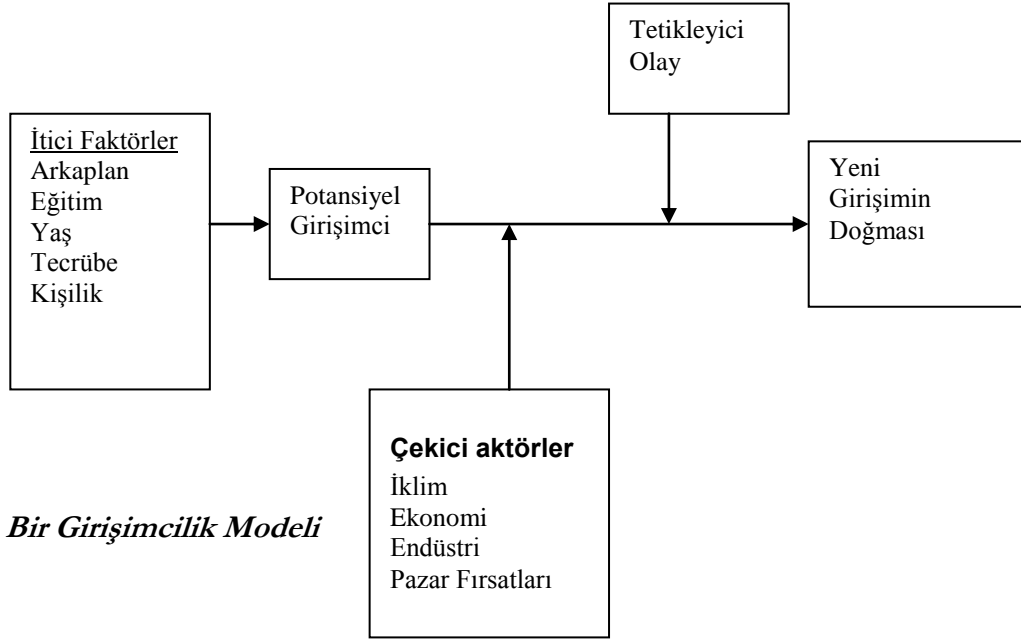 Tetikleyici
Olay
İtici Faktörler
Arkaplan
Eğitim
Yaş
Tecrübe
Kişilik
Potansiyel
Girişimci
Yeni
Girişimin
Doğması
Çekici aktörler
İklim
Ekonomi
Endüstri
Pazar Fırsatları
Bir Girişimcilik Modeli